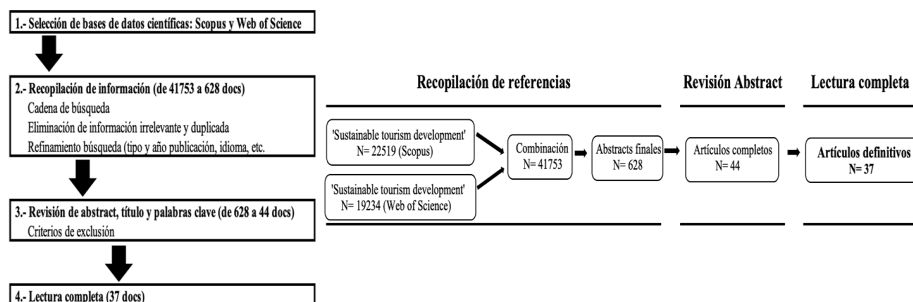 1.- Selección de bases de datos científicas: Scopus y Web of Science
2.- Recopilación de información (de 41753 a 628 docs)
Cadena de búsqueda
Eliminación de información irrelevante y duplicada
Refinamiento búsqueda (tipo y año publicación, idioma, etc.
3.- Revisión de abstract, título y palabras clave (de 628 a 44 docs)
Criterios de exclusión
4.- Lectura completa (37 docs)
Recopilación de referencias
'Sustainable tourism development'
N= 22519 (Scopus)
'Sustainable tourism development'
N= 19234 (Web of Science)
Combinación
N= 41753
Abstracts finales
N= 628
Revisión Abstract
Artículos completos
N= 44
Lectura completa
Artículos definitivos
N= 37